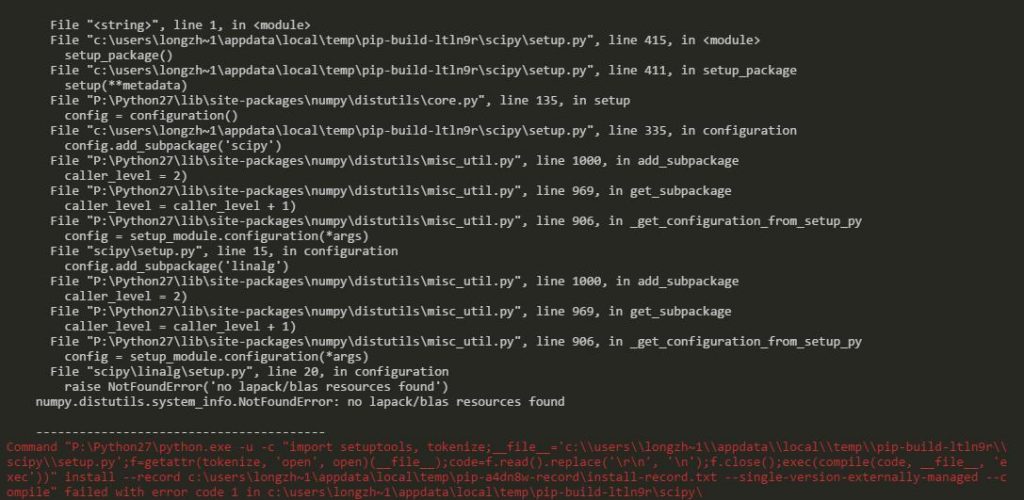 File "<string>", line 1, in <module>
File "c:\users\longzh~1\appdata\local\temp\pip-build-ltln9r\scipy\setup.py", line 415, in <module>
setup_package()
File "c:\users\longzh~1\appdata\local\temp\pip-build-ltln9r\scipy\setup.py", line 411, in setup_package
setup(**metadata)
File "P:\Python27\lib\site-packages\numpy\distutils\core.py", line 135, in setup
config = configuration()
File "c:\users\longzh~1\appdata\local\temp\pip-build-ltln9r\scipy\setup.py", line 335, in configuration
config.add_subpackage('scipy')
File "P:\Python27\lib\site-packages\numpy\distutils\misc_util.py", line 1000, in add_subpackage
caller_level = 2)
File "P:\Python27\lib\site-packages\numpy\distutils\misc_util.py", line 969, in get_subpackage
caller_level = caller_level + 1)
File "P:\Python27\lib\site-packages\numpy\distutils\misc_util.py", line 906, in _get_configuration_from_setup_py
config = setup_module.configuration(*args)
File "scipy\setup.py", line 15, in configuration
config.add_subpackage('linalg')
File "P:\Python27\lib\site-packages\numpy\distutils\misc_util.py", line 1000, in add_subpackage
caller_level = 2)
File "P:\Python27\lib\site-packages\numpy\distutils\misc_util.py", line 969, in get_subpackage
caller_level = caller_level + 1)
File "P:\Python27\lib\site-packages\numpy\distutils\misc_util.py", line 906, in _get_configuration_from_setup_py
config = setup_module.configuration(*args)
File "scipy\linalg\setup.py", line 20, in configuration
raise NotFoundError('no lapack/blas resources found')
numpy.distutils.system_info.NotFoundError: no lapack/blas resources found
----------------------------------------
Command "P:\Python27\python.exe -u -c "import setuptools, tokenize;__file__='c:\\users\\longzh~1\\appdata\\local\\temp\\pip-build-ltln9r\\
scipy\\setup.py';f=getattr(tokenize, 'open', open)(__file__);code=f.read().replace('\r\n', '\n');f.close();exec(compile(code, __file__, 'e
xec'))" install --record c:\users\longzh~1\appdata\local\temp\pip-a4dn8w-record\install-record.txt --single-version-externally-managed --c
ompile" failed with error code 1 in c:\users\longzh~1\appdata\local\temp\pip-build-ltln9r\scipy\